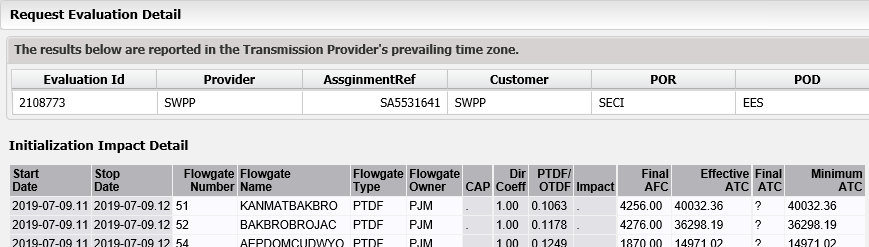 Request Evaluation Detail
The results below are reported in the Transmission Provider's prevailing time zone.
Evaluation Id Provider AssginmentRef Customer POR POD
2108773 SWPP SA5531641 SWPP SECI EES
Initialization Impact Detail
Start Stop Flowgate Flowgate Flowgate Flowgate Dir PTDF/ Final Effective Final Minimum
Date Date Number Name Type Owner CAP Coeff OTDF Impact AFC ATC ATC ATC
2019-07-09.11 2019-07-09.12 51 KANMATBAKBRO PTDF PJM . 1.00 0.1063 . 4256.00 40032.36 ? 40032.36
2019-07-09.11 2019-07-09.12 52 BAKBROBROJAC PTDF PJM . 1.00 0.1178 . 4276.00 36298.19 ? 36298.19
2019-07-09.11 2019-07-09.12 54 AEPDOMCUDWYO PTDF PJM . 1.00 0.1249 . 1870.00 14971.02 ? 14971.02